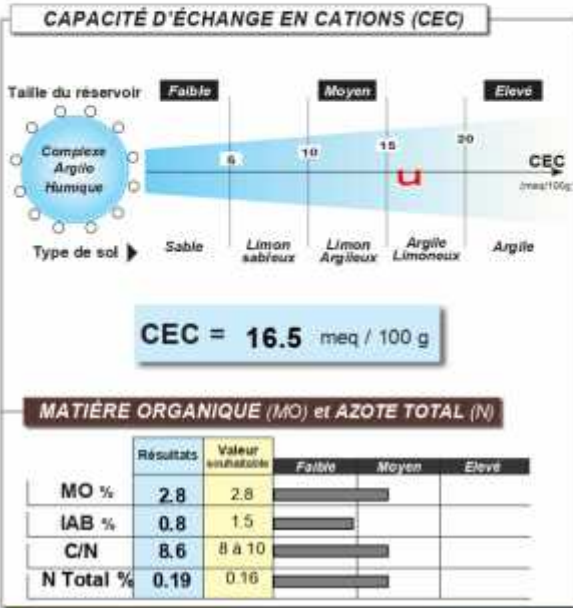 CAPACITÉ D'ÉCHANGE EN CATIONS (CEC)
Taille du réservoir
Faible Moyen Elevé
Complexe
Argilo
Humique
5 10 15 20
CEC
/meq/100g
Type de sol
Sable
Limon sableux
Limon Argileux
Argile Limoneux
Argile
CEC = 16.5 meq / 100 g
MATIÈRE ORGANIQUE (MO) et AZOTE TOTAL (N)
Résultats Valeur souhaitable Faible Moyen Elevé
MO % 2.8 2.8
IAB % 0.8 1.5
C/N 8.6 8 à 10
N Total % 0.19 0.16